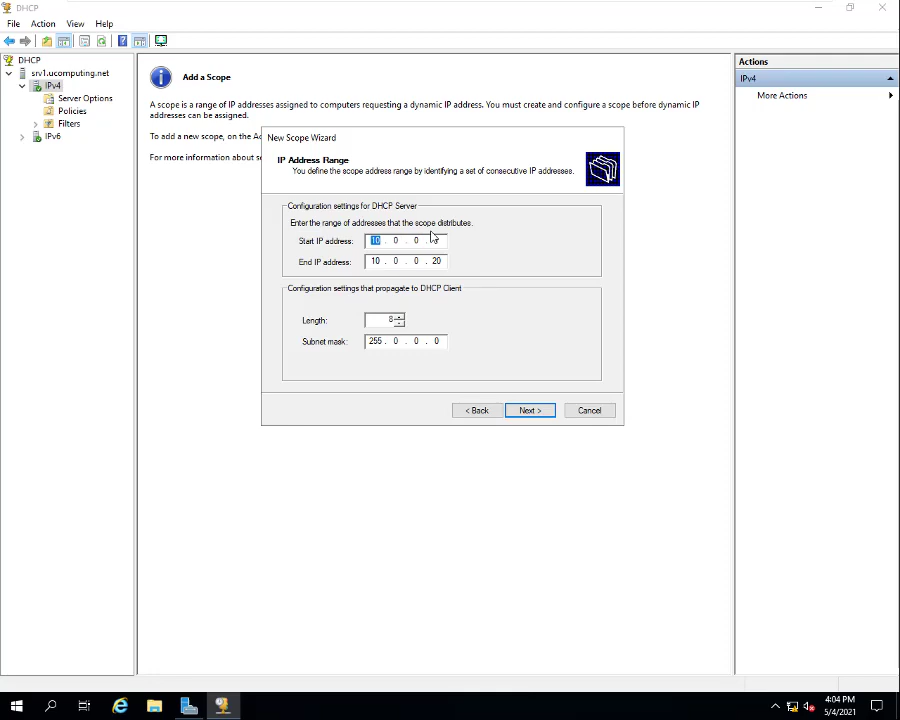 DHCP
File Action View Help
DHCP
srv1.ucomputing.net
IPv4
Server Options
Policies
Filters
IPv6
Add a Scope
A scope is a range of IP addresses assigned to computers requesting a dynamic IP address. You must create and configure a scope before dynamic IP
addresses can be assigned.
To add a new scope, on the Ac
For more information about s
New Scope Wizard
IP Address Range
You define the scope address range by identifying a set of consecutive IP addresses.
Configuration settings for DHCP Server
Enter the range of addresses that the scope distributes.
Start IP address: 10 . 0 . 0 .
End IP address: 10 . 0 . 0 . 20
Configuration settings that propagate to DHCP Client
Length: 8
Subnet mask: 255 . 0 . 0 . 0
< Back Next > Cancel
Actions
IPv4
More Actions
4:04 PM
5/4/2021